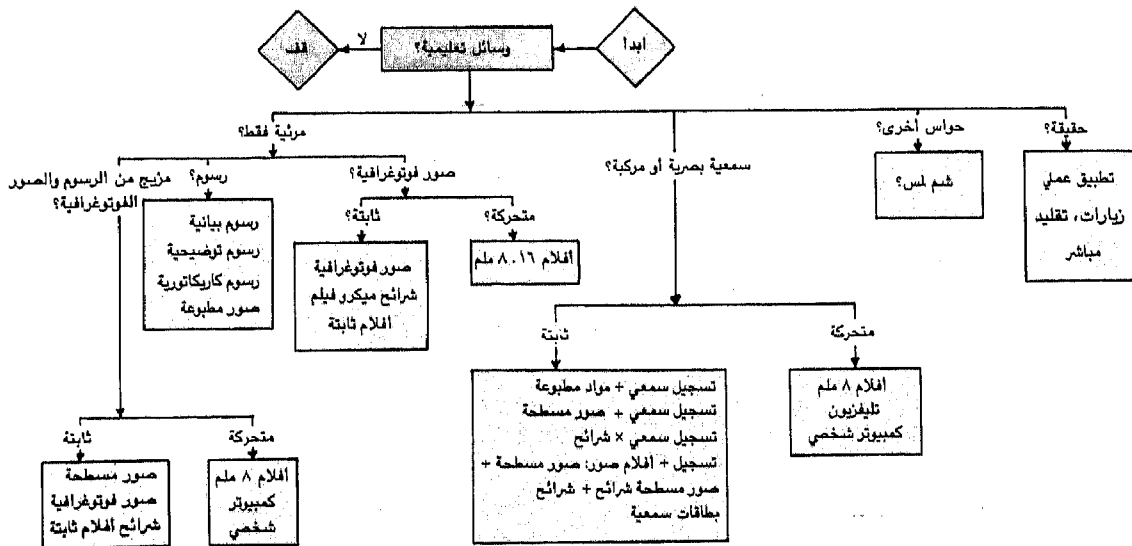 ابدا
وسائل تعليمية؟
لا
قف
حقيقة؟
تطبيق عملي
زيارات، تقليد
مباشر
حواس أخرى؟
شم لمس؟
سمعية بصرية أو مركبة؟
متحركة
أفلام ٨ ملم
تليفزيون
كمبيوتر شخصي
ثابتة
تسجيل سمعي + مواد مطبوعة
تسجيل سمعي + صور مسطحة
تسجيل سمعي × شرائح
تسجيل + أفلام صور: صور مسطحة +
صور مسطحة شرائح + شرائح
بطاقات سمعية
مرئية فقط؟
صور فوتوغرافية؟
متحركة؟
أفلام ٨،١٦ ملم
ثابتة؟
صور فوتوغرافية
شرائح ميكرو فيلم
أفلام ثابتة
رسوم؟
رسوم بيانية
رسوم توضيحية
رسوم كاريكاتورية
صور مطبوعة
مزيج من الرسوم والصور
الفوتوغرافية؟
متحركة
أفلام ٨ ملم
كمبيوتر
شخصي
ثابتة
صور مسطحة
صور فوتوغرافية
شرائح أفلام ثابتة